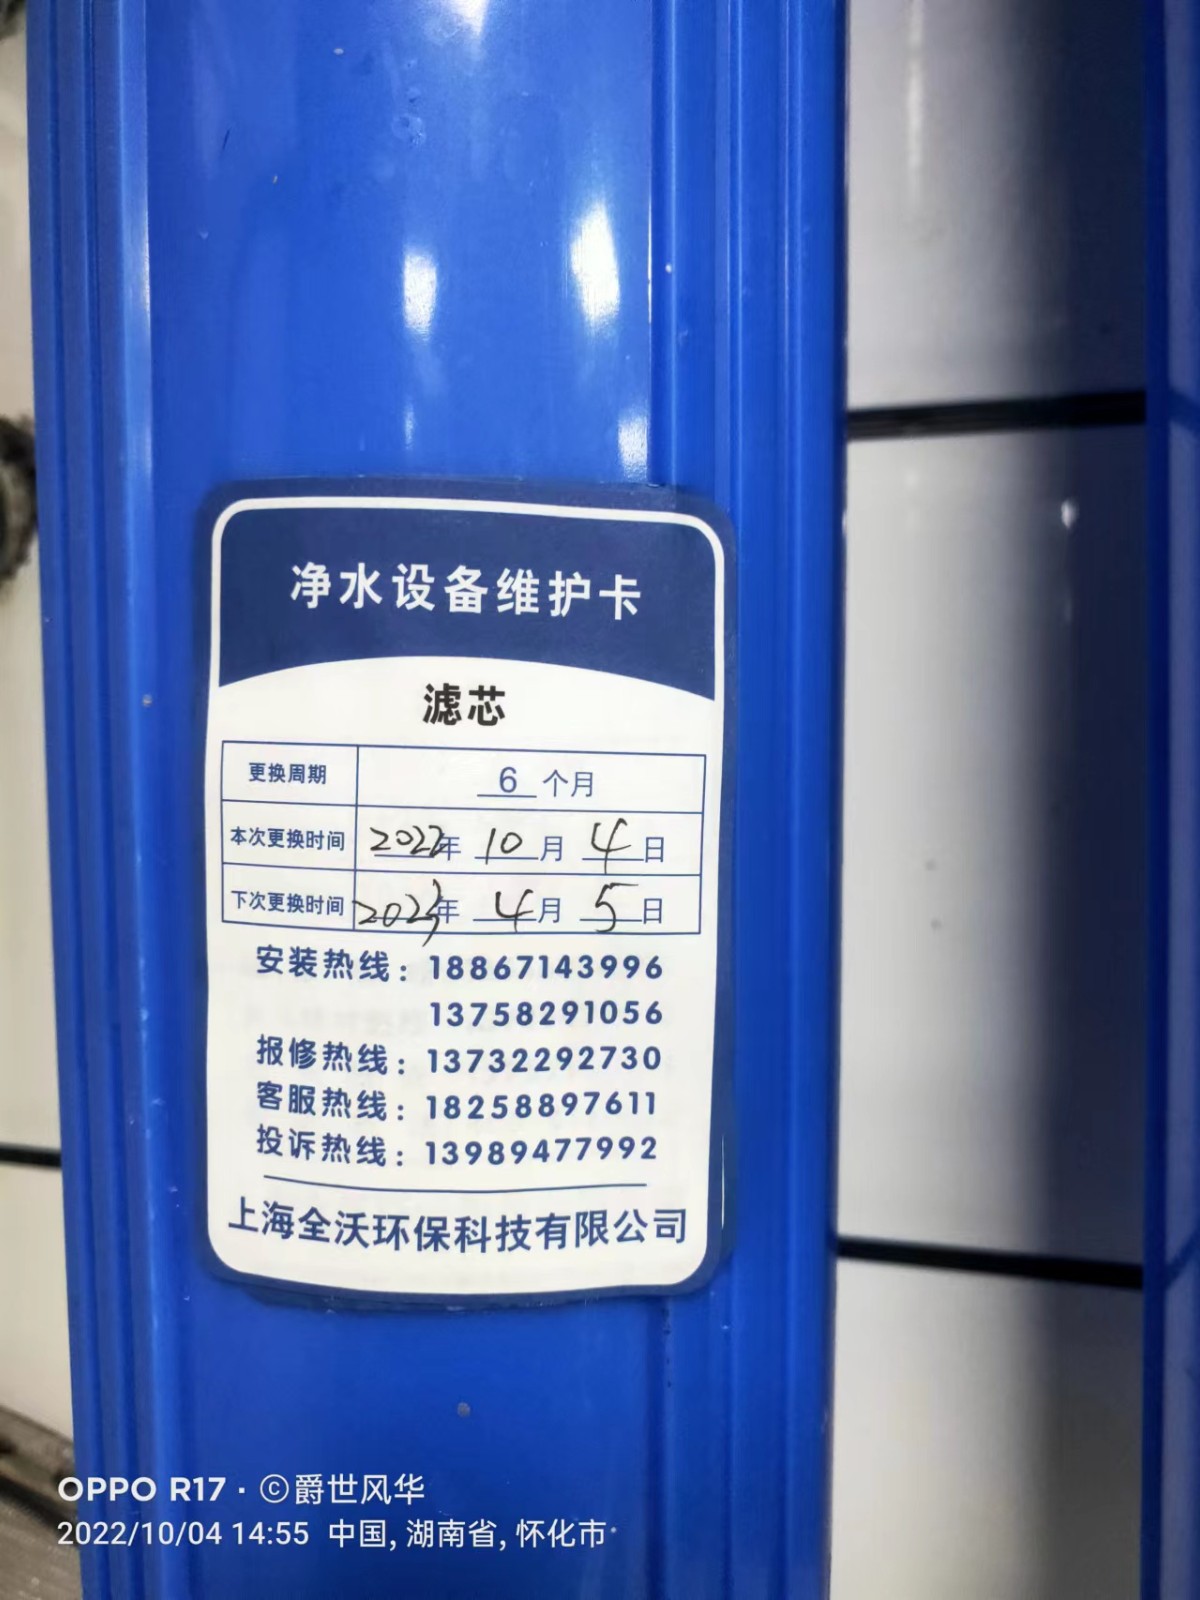 净水设备维护卡
滤芯
更换周期 6 个月
本次更换时间 2022年 10 月 4 日
下次更换时间 2023年 4 月 5 日
安装热线：18867143996
13758291056
报修热线：13732292730
客服热线：18258897611
投诉热线：13989477992
上海全沃环保科技有限公司
OPPO R17 · ©爵世风华
2022/10/04 14:55 中国, 湖南省, 怀化市